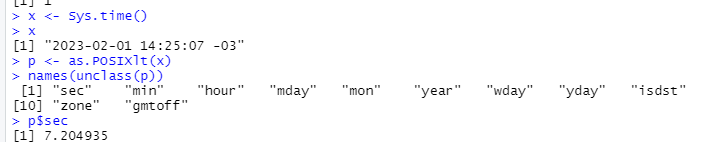 [1] 1
> x <- Sys.time()
> x
[1] "2023-02-01 14:25:07 -03"
> p <- as.POSIXlt(x)
> names(unclass(p))
 [1] "sec"    "min"    "hour"   "mday"   "mon"    "year"   "wday"   "yday"   "isdst"
[10] "zone"   "gmtoff"
> p$sec
[1] 7.204935